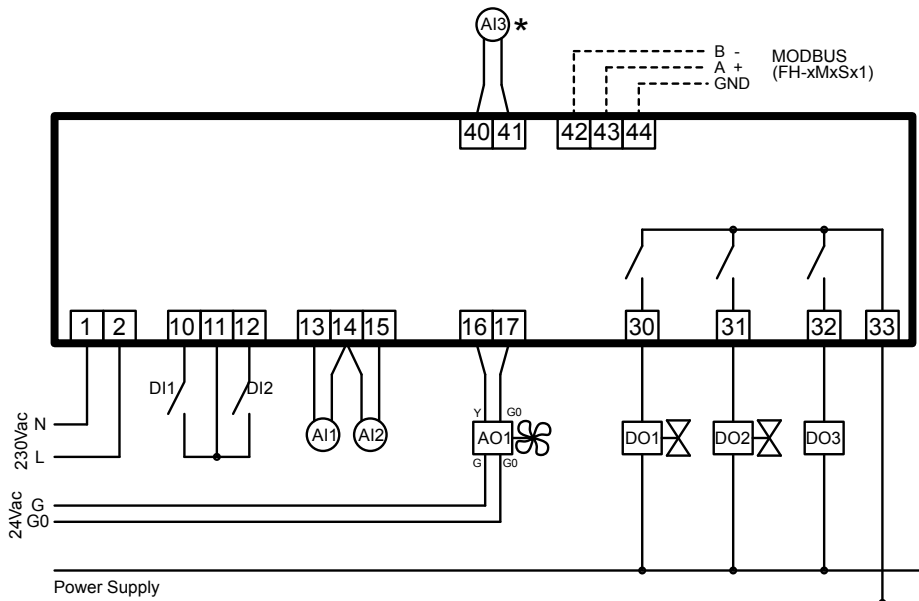 AI3 *
B -
A +
GND
MODBUS
(FH-xMxSx1)
40 41 42 43 44
1 2 10 11 12 13 14 15 16 17 30 31 32 33
DI1 DI2
230Vac
N
L
AI1 AI2
Y G0
AO1
G G0
DO1 DO2 DO3
24Vac
G
G0
Power Supply